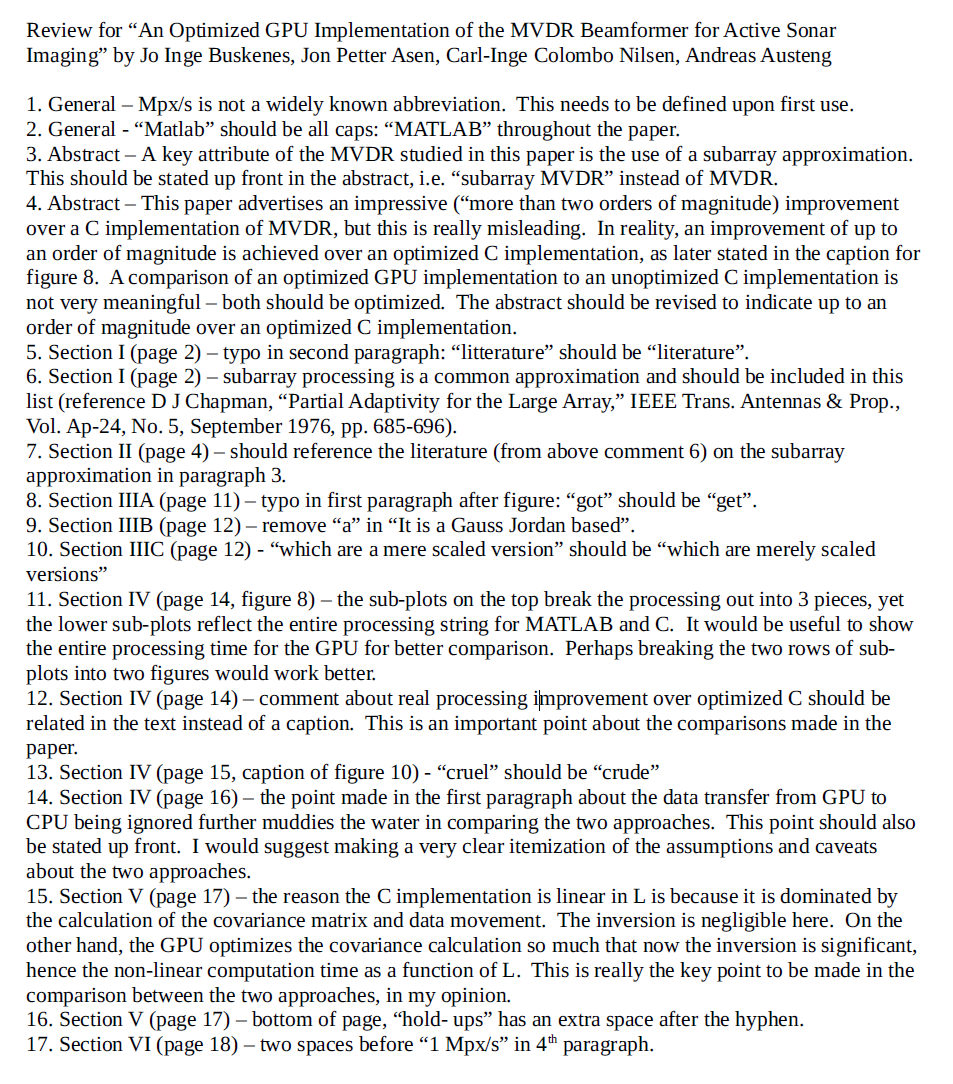 Review for “An Optimized GPU Implementation of the MVDR Beamformer for Active Sonar
Imaging” by Jo Inge Buskenes, Jon Petter Asen, Carl-Inge Colombo Nilsen, Andreas Austeng
1. General – Mpx/s is not a widely known abbreviation.  This needs to be defined upon first use.
2. General - “Matlab” should be all caps: “MATLAB” throughout the paper.
3. Abstract – A key attribute of the MVDR studied in this paper is the use of a subarray approximation.
This should be stated up front in the abstract, i.e. “subarray MVDR” instead of MVDR.
4. Abstract – This paper advertises an impressive (“more than two orders of magnitude) improvement
over a C implementation of MVDR, but this is really misleading.  In reality, an improvement of up to
an order of magnitude is achieved over an optimized C implementation, as later stated in the caption for
figure 8.  A comparison of an optimized GPU implementation to an unoptimized C implementation is
not very meaningful – both should be optimized.  The abstract should be revised to indicate up to an
order of magnitude over an optimized C implementation.
5. Section I (page 2) – typo in second paragraph: “litterature” should be “literature”.
6. Section I (page 2) – subarray processing is a common approximation and should be included in this
list (reference D J Chapman, “Partial Adaptivity for the Large Array,” IEEE Trans. Antennas & Prop.,
Vol. Ap-24, No. 5, September 1976, pp. 685-696).
7. Section II (page 4) – should reference the literature (from above comment 6) on the subarray
approximation in paragraph 3.
8. Section IIIA (page 11) – typo in first paragraph after figure: “got” should be “get”.
9. Section IIIB (page 12) – remove “a” in “It is a Gauss Jordan based”.
10. Section IIIC (page 12) - “which are a mere scaled version” should be “which are merely scaled
versions”
11. Section IV (page 14, figure 8) – the sub-plots on the top break the processing out into 3 pieces, yet
the lower sub-plots reflect the entire processing string for MATLAB and C.  It would be useful to show
the entire processing time for the GPU for better comparison.  Perhaps breaking the two rows of sub-
plots into two figures would work better.
12. Section IV (page 14) – comment about real processing improvement over optimized C should be
related in the text instead of a caption.  This is an important point about the comparisons made in the
paper.
13. Section IV (page 15, caption of figure 10) - “cruel” should be “crude”
14. Section IV (page 16) – the point made in the first paragraph about the data transfer from GPU to
CPU being ignored further muddies the water in comparing the two approaches.  This point should also
be stated up front.  I would suggest making a very clear itemization of the assumptions and caveats
about the two approaches.
15. Section V (page 17) – the reason the C implementation is linear in L is because it is dominated by
the calculation of the covariance matrix and data movement.  The inversion is negligible here.  On the
other hand, the GPU optimizes the covariance calculation so much that now the inversion is significant,
hence the non-linear computation time as a function of L.  This is really the key point to be made in the
comparison between the two approaches, in my opinion.
16. Section V (page 17) – bottom of page, “hold- ups” has an extra space after the hyphen.
17. Section VI (page 18) – two spaces before “1 Mpx/s” in 4th paragraph.